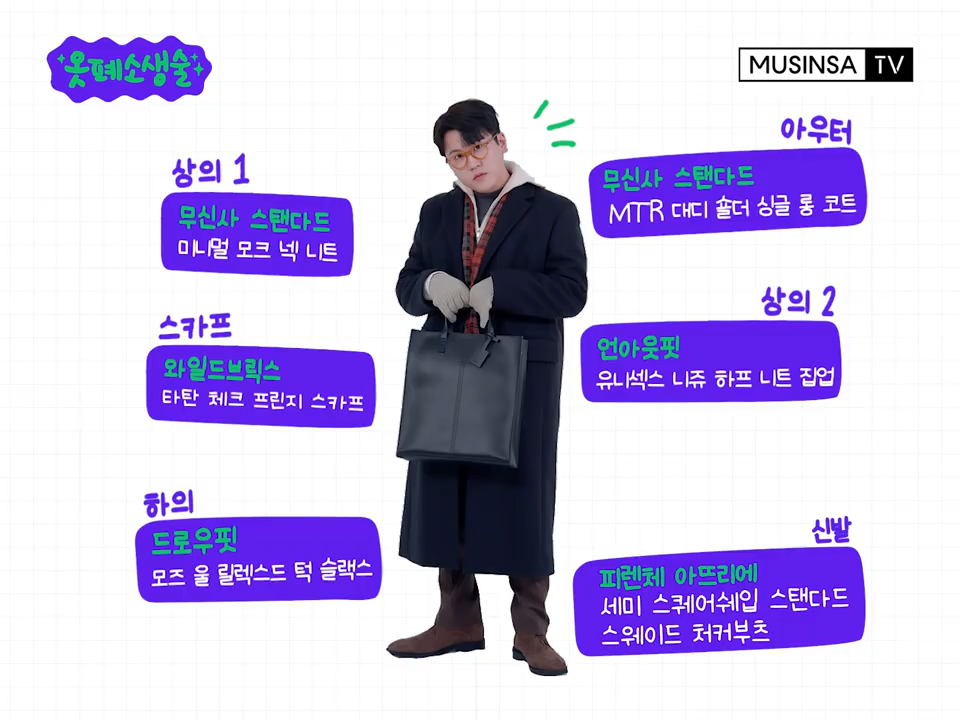 옷폐소생술
MUSINSA TV
상의 1
무신사 스탠다드
미니멀 모크 넥 니트
아우터
무신사 스탠다드
MTR 대디 숄더 싱글 롱 코트
스카프
와일드브릭스
타탄 체크 프린지 스카프
상의 2
언아웃핏
유니섹스 니쥬 하프 니트 집업
하의
드로우핏
모즈 울 릴렉스드 턱 슬랙스
신발
피렌체 아뜨리에
세미 스퀘어쉐입 스탠다드
스웨이드 처커부츠